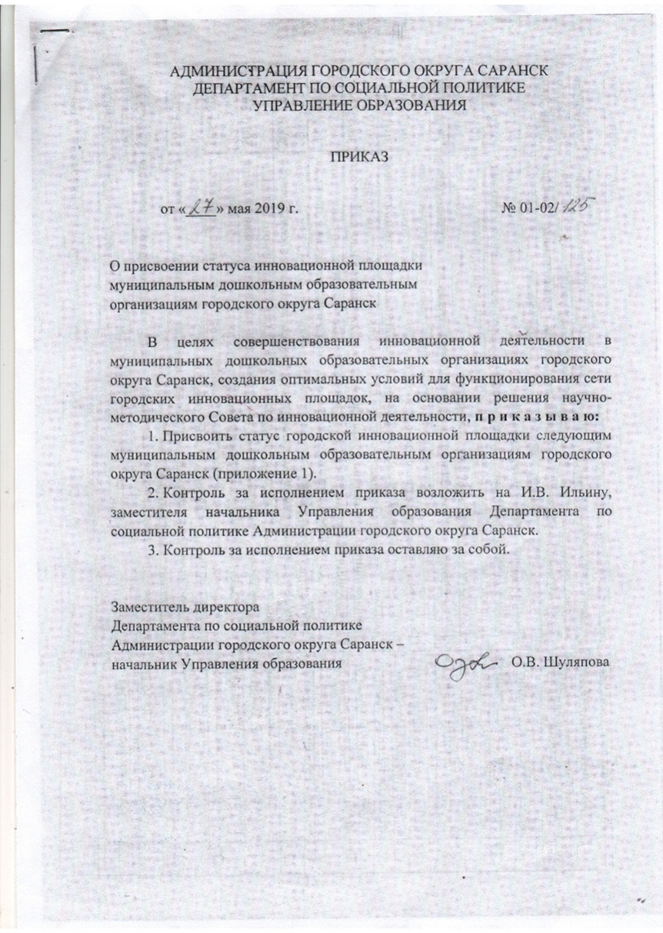 АДМИНИСТРАЦИЯ ГОРОДСКОГО ОКРУГА САРАНСК
ДЕПАРТАМЕНТ ПО СОЦИАЛЬНОЙ ПОЛИТИКЕ
УПРАВЛЕНИЕ ОБРАЗОВАНИЯ
ПРИКАЗ
от «27» мая 2019 г. № 01-02/125
О присвоении статуса инновационной площадки
муниципальным дошкольным образовательным
организациям городского округа Саранск
В целях совершенствования инновационной деятельности в
муниципальных дошкольных образовательных организациях городского
округа Саранск, создания оптимальных условий для функционирования сети
городских инновационных площадок, на основании решения научно-
методического Совета по инновационной деятельности, п р и к а з ы в а ю:
1. Присвоить статус городской инновационной площадки следующим
муниципальным дошкольным образовательным организациям городского
округа Саранск (приложение 1).
2. Контроль за исполнением приказа возложить на И.В. Ильину,
заместителя начальника Управления образования Департамента по
социальной политике Администрации городского округа Саранск.
3. Контроль за исполнением приказа оставляю за собой.
Заместитель директора
Департамента по социальной политике
Администрации городского округа Саранск –
начальник Управления образования О.В. Шуляпова